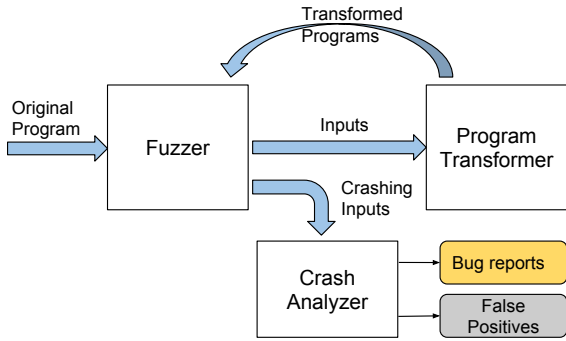 Transformed
Programs
Original
Program
Fuzzer
Inputs
Program
Transformer
Crashing
Inputs
Crash
Analyzer
Bug reports
False
Positives